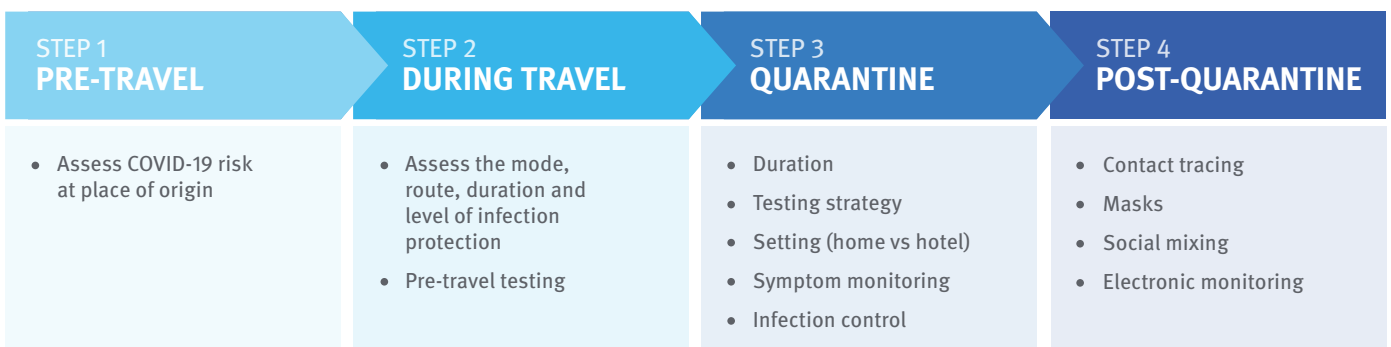 STEP 1
PRE-TRAVEL
• Assess COVID-19 risk
at place of origin
STEP 2
DURING TRAVEL
• Assess the mode,
route, duration and
level of infection
protection
• Pre-travel testing
STEP 3
QUARANTINE
• Duration
• Testing strategy
• Setting (home vs hotel)
• Symptom monitoring
• Infection control
STEP 4
POST-QUARANTINE
• Contact tracing
• Masks
• Social mixing
• Electronic monitoring